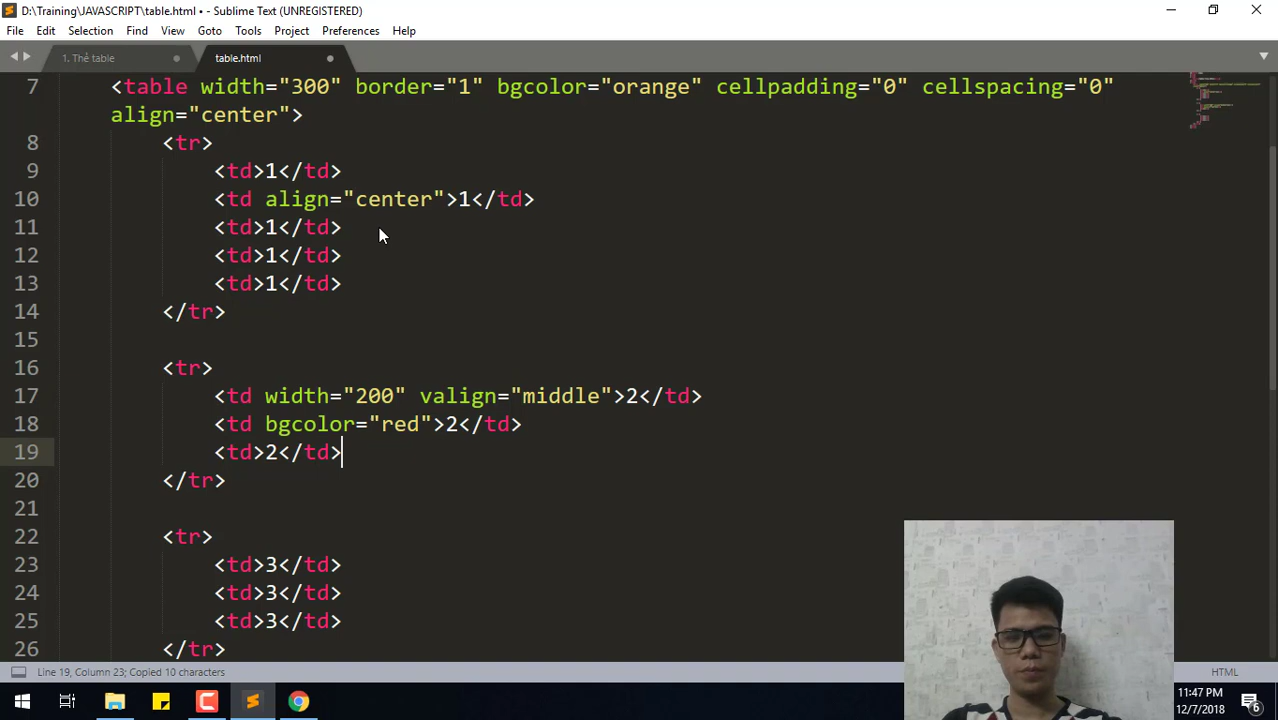 D:\Training\JAVASCRIPT\table.html • - Sublime Text (UNREGISTERED)
File Edit Selection Find View Goto Tools Project Preferences Help
1. Thẻ table table.html
7 <table width="300" border="1" bgcolor="orange" cellpadding="0" cellspacing="0"
align="center">
8 <tr>
9 <td>1</td>
10 <td align="center">1</td>
11 <td>1</td>
12 <td>1</td>
13 <td>1</td>
14 </tr>
15
16 <tr>
17 <td width="200" valign="middle">2</td>
18 <td bgcolor="red">2</td>
19 <td>2</td>
20 </tr>
21
22 <tr>
23 <td>3</td>
24 <td>3</td>
25 <td>3</td>
26 </tr>
Line 19, Column 23; Copied 10 characters HTML
11:47 PM
12/7/2018 6